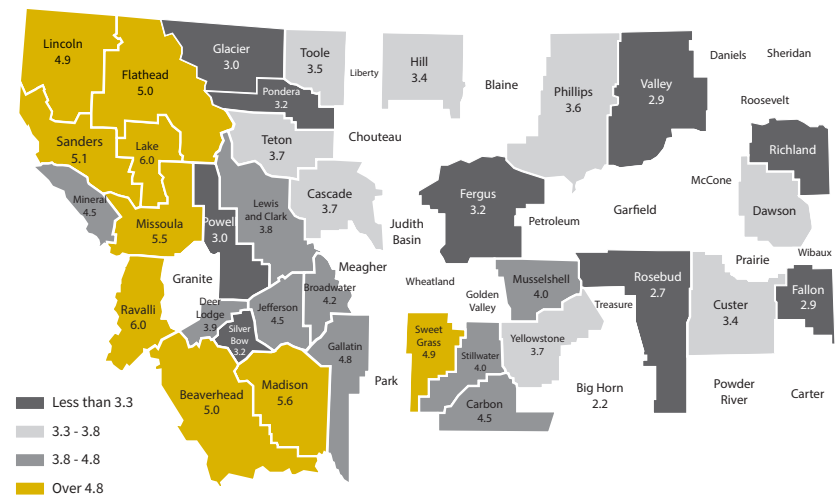 Lincoln
4.9
Flathead
5.0
Glacier
3.0
Toole
3.5
Liberty
Hill
3.4
Blaine
Phillips
3.6
Valley
2.9
Daniels
Sheridan
Roosevelt
Pondera
3.2
Chouteau
Teton
3.7
Sanders
5.1
Lake
6.0
Richland
Mineral
4.5
Missoula
5.5
Powell
3.0
Lewis
and Clark
3.8
Cascade
3.7
Judith
Basin
Fergus
3.2
Petroleum
Garfield
McCone
Dawson
Prairie
Wibaux
Granite
Meagher
Broadwater
4.2
Wheatland
Golden
Valley
Musselshell
4.0
Treasure
Rosebud
2.7
Custer
3.4
Fallon
2.9
Ravalli
6.0
Deer
Lodge
3.9
Silver
Bow
3.2
Jefferson
4.5
Gallatin
4.8
Park
Sweet
Grass
4.9
Stillwater
4.0
Yellowstone
3.7
Big Horn
2.2
Powder
River
Carter
Beaverhead
5.0
Madison
5.6
Carbon
4.5
Less than 3.3
3.3 - 3.8
3.8 - 4.8
Over 4.8